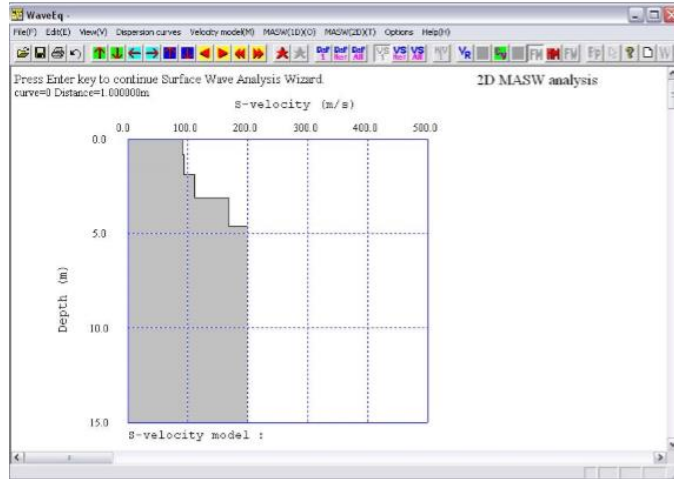 WaveEq -
File(F) Edit(E) View(V) Dispersion curves Velocity model(M) MASW(1D)(O) MASW(2D)(T) Options Help(H)
Press Enter key to continue Surface Wave Analysis Wizard.
2D MASW analysis
curve=0 Distance=1.000000m
S-velocity (m/s)
0.0 100.0 200.0 300.0 400.0 500.0
0.0
5.0
Depth (m)
10.0
15.0
S-velocity model :